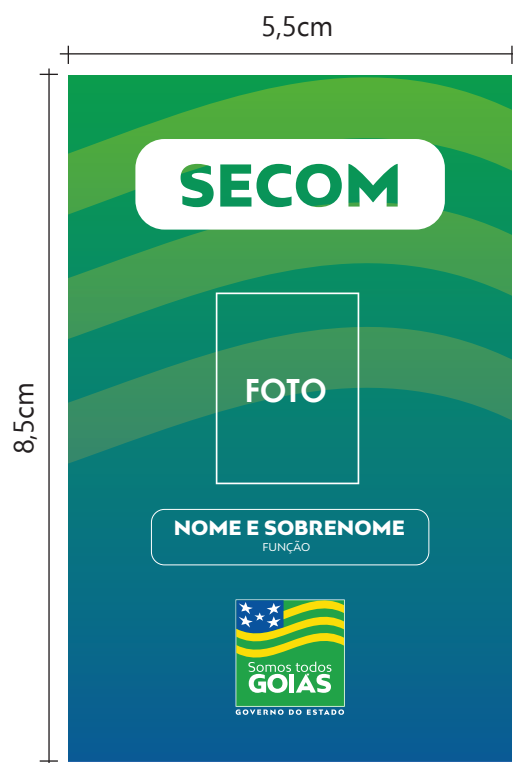 5,5cm
SECOM
8,5cm
FOTO
NOME E SOBRENOME
FUNÇÃO
Somos todos
GOIÁS
GOVERNO DO ESTADO